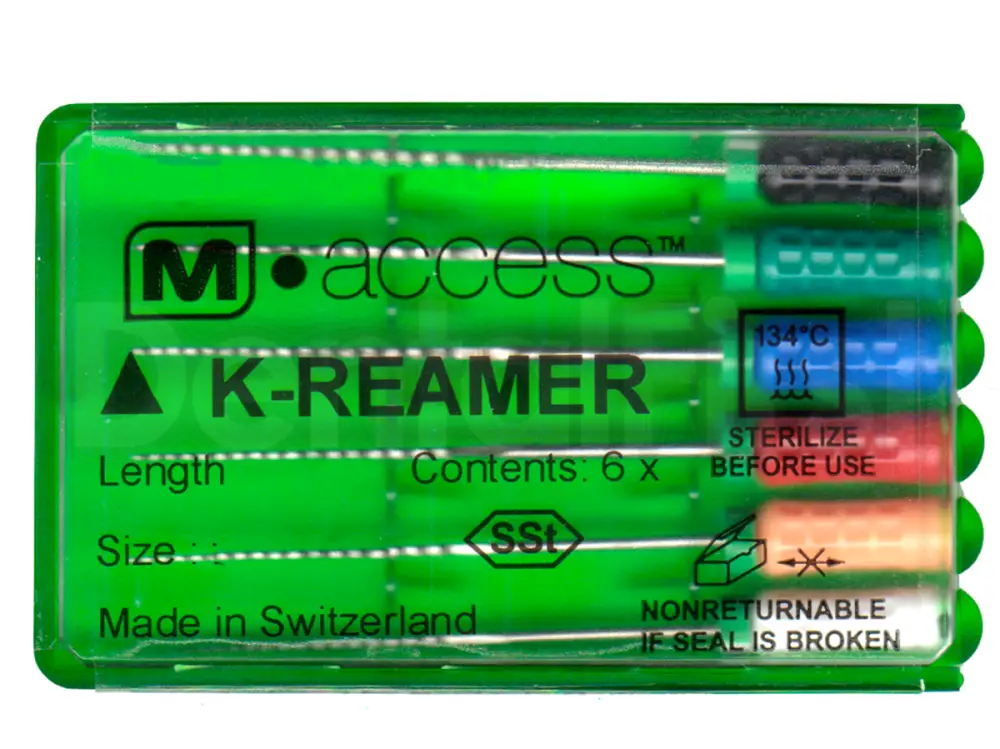 M • access™
K-REAMER
134°C
STERILIZE
BEFORE USE
Length
Contents: 6 x
Size :
SSt
Made in Switzerland
NONRETURNABLE
IF SEAL IS BROKEN